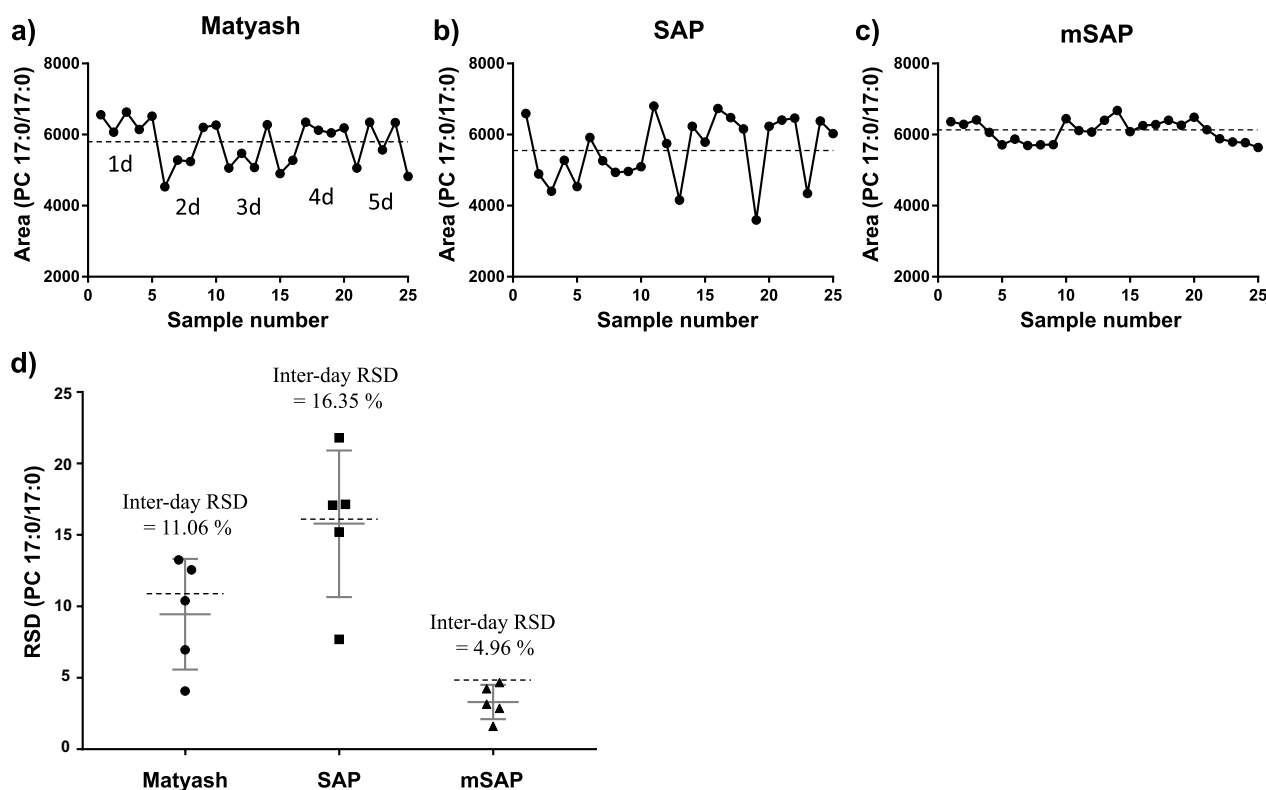 a)
Matyash
Area (PC 17:0/17:0)
8000
6000
4000
2000
1d
2d
3d
4d
5d
0
5
10
15
20
25
Sample number
b)
SAP
Area (PC 17:0/17:0)
8000
6000
4000
2000
0
5
10
15
20
25
Sample number
c)
mSAP
Area (PC 17:0/17:0)
8000
6000
4000
2000
0
5
10
15
20
25
Sample number
d)
RSD (PC 17:0/17:0)
25
20
15
10
5
0
Inter-day RSD
= 11.06 %
Inter-day RSD
= 16.35 %
Inter-day RSD
= 4.96 %
Matyash
SAP
mSAP